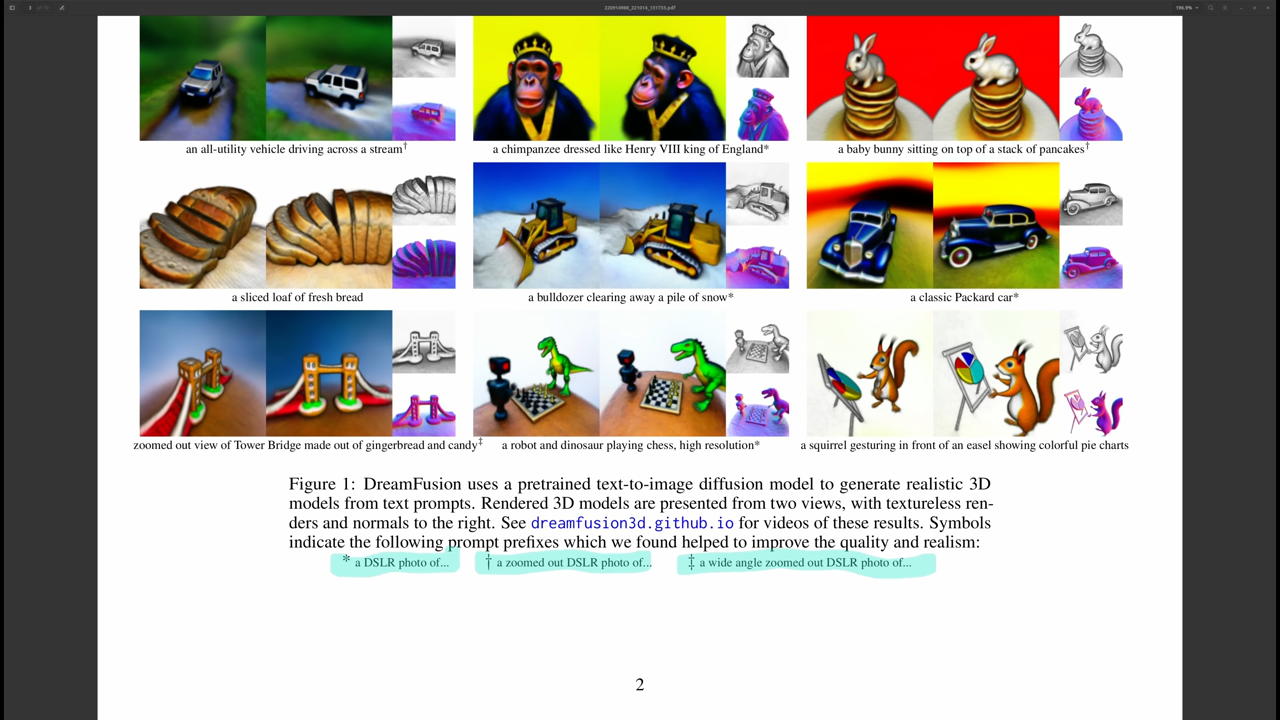 220914988_221014_151755.pdf
196.9%
an all-utility vehicle driving across a stream†
a chimpanzee dressed like Henry VIII king of England*
a baby bunny sitting on top of a stack of pancakes†
a sliced loaf of fresh bread
a bulldozer clearing away a pile of snow*
a classic Packard car*
zoomed out view of Tower Bridge made out of gingerbread and candy‡
a robot and dinosaur playing chess, high resolution*
a squirrel gesturing in front of an easel showing colorful pie charts
Figure 1: DreamFusion uses a pretrained text-to-image diffusion model to generate realistic 3D
models from text prompts. Rendered 3D models are presented from two views, with textureless ren-
ders and normals to the right. See dreamfusion3d.github.io for videos of these results. Symbols
indicate the following prompt prefixes which we found helped to improve the quality and realism:
* a DSLR photo of... † a zoomed out DSLR photo of... ‡ a wide angle zoomed out DSLR photo of...
2